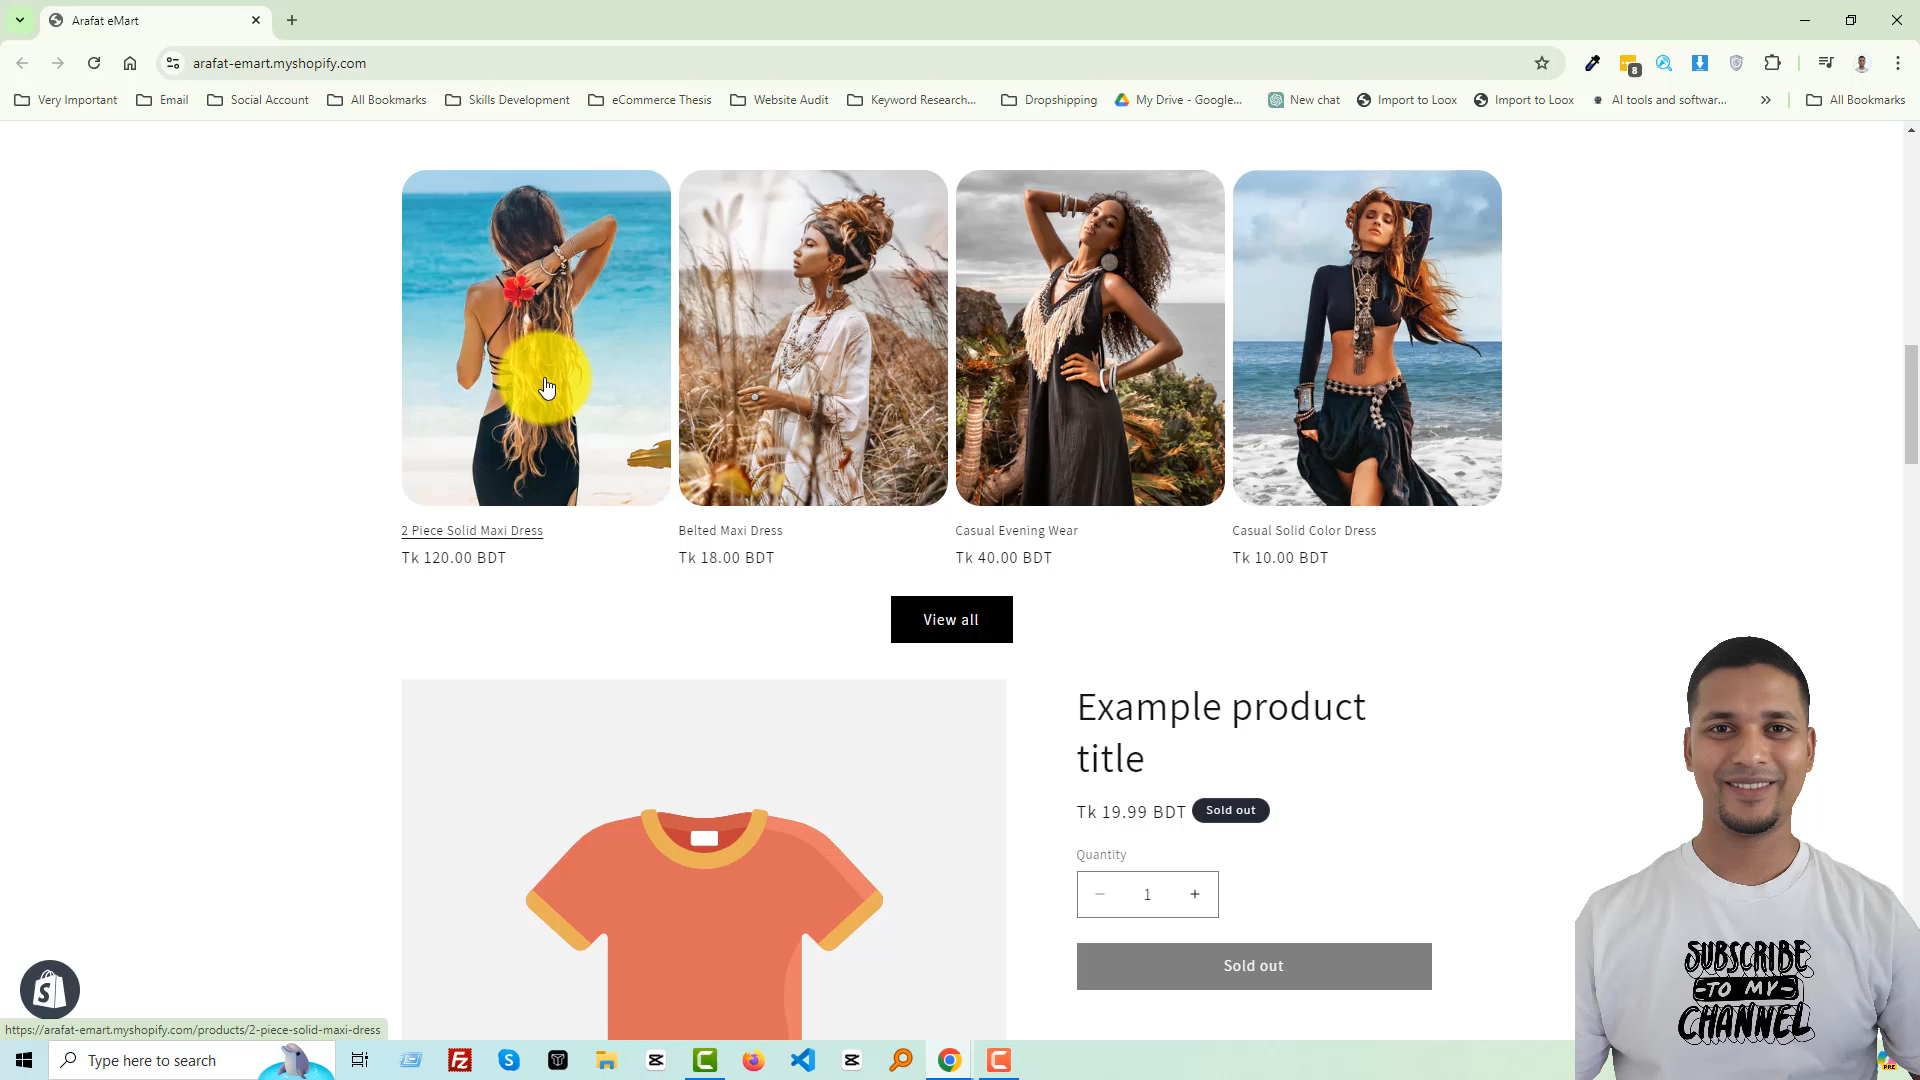 Arafat eMart
arafat-emart.myshopify.com
8
Very Important
Email
Social Account
All Bookmarks
Skills Development
eCommerce Thesis
Website Audit
Keyword Research...
Dropshipping
My Drive - Google...
New chat
Import to Loox
Import to Loox
AI tools and softwar...
All Bookmarks
2 Piece Solid Maxi Dress
Tk 120.00 BDT
Belted Maxi Dress
Tk 18.00 BDT
Casual Evening Wear
Tk 40.00 BDT
Casual Solid Color Dress
Tk 10.00 BDT
View all
Example product
title
Tk 19.99 BDT
Sold out
Quantity
1
Sold out
SUBSCRIBE
-TO MY-
CHANNEL
https://arafat-emart.myshopify.com/products/2-piece-solid-maxi-dress
Type here to search
PRE